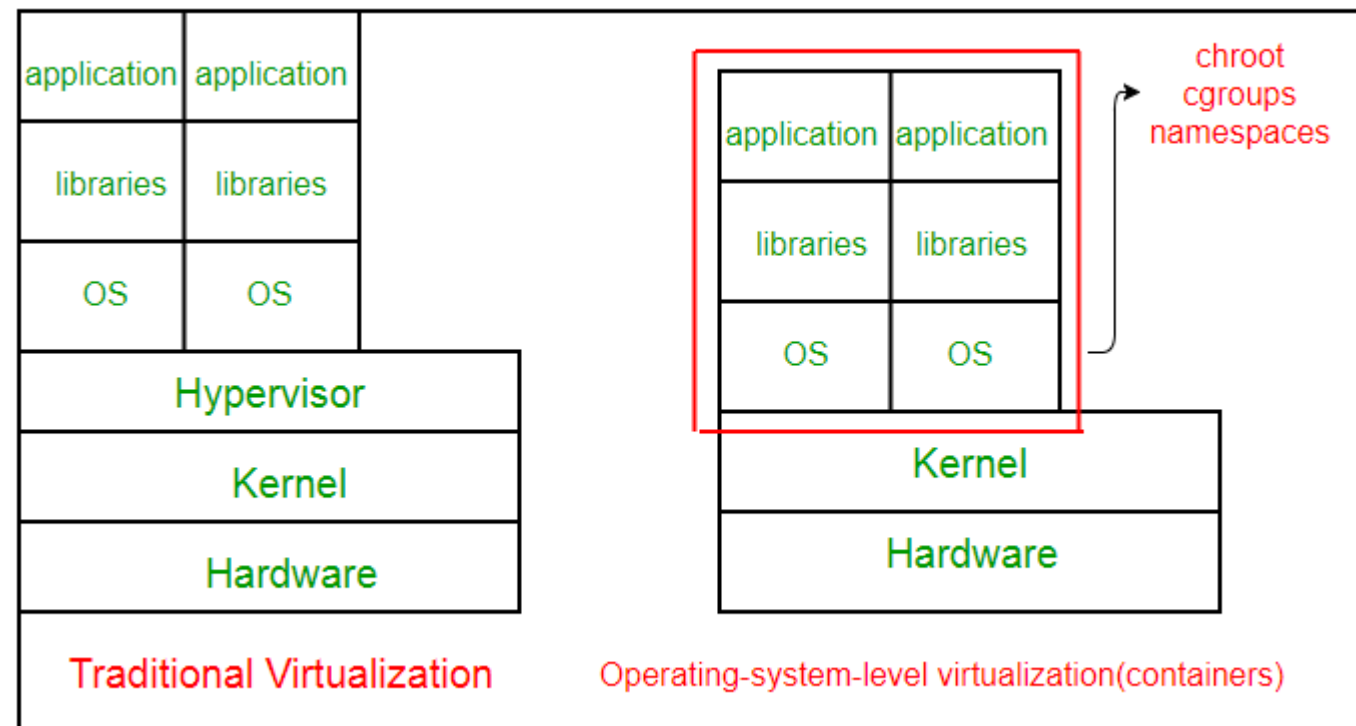 application application
libraries libraries
OS OS
Hypervisor
Kernel
Hardware
Traditional Virtualization
chroot
cgroups
namespaces
application application
libraries libraries
OS OS
Kernel
Hardware
Operating-system-level virtualization(containers)